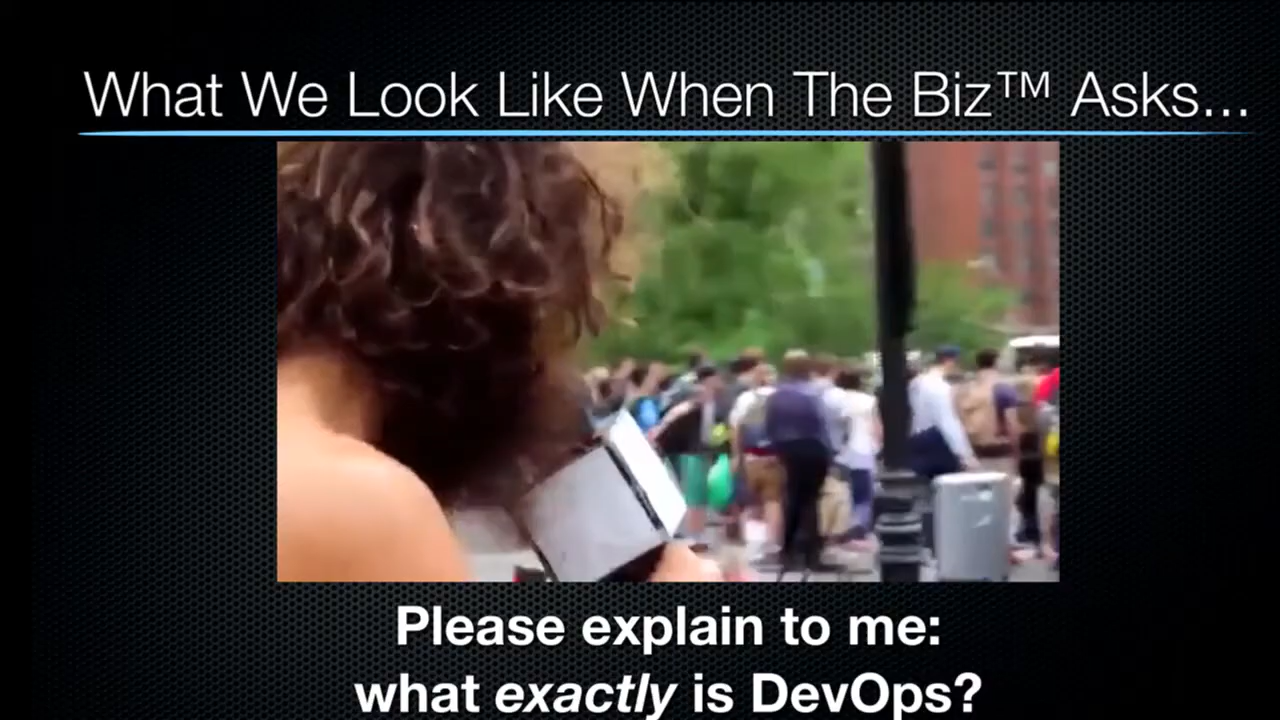 What We Look Like When The Biz™ Asks...
Please explain to me:
what exactly is DevOps?